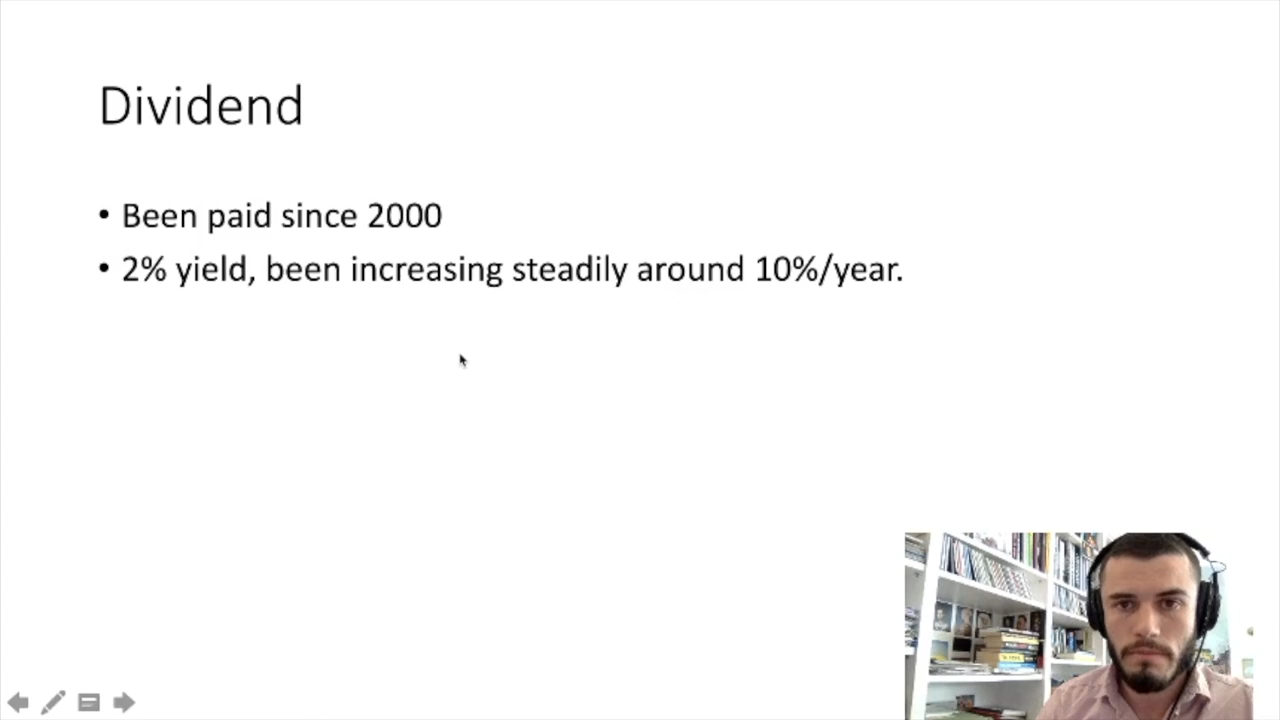 Dividend
• Been paid since 2000
• 2% yield, been increasing steadily around 10%/year.